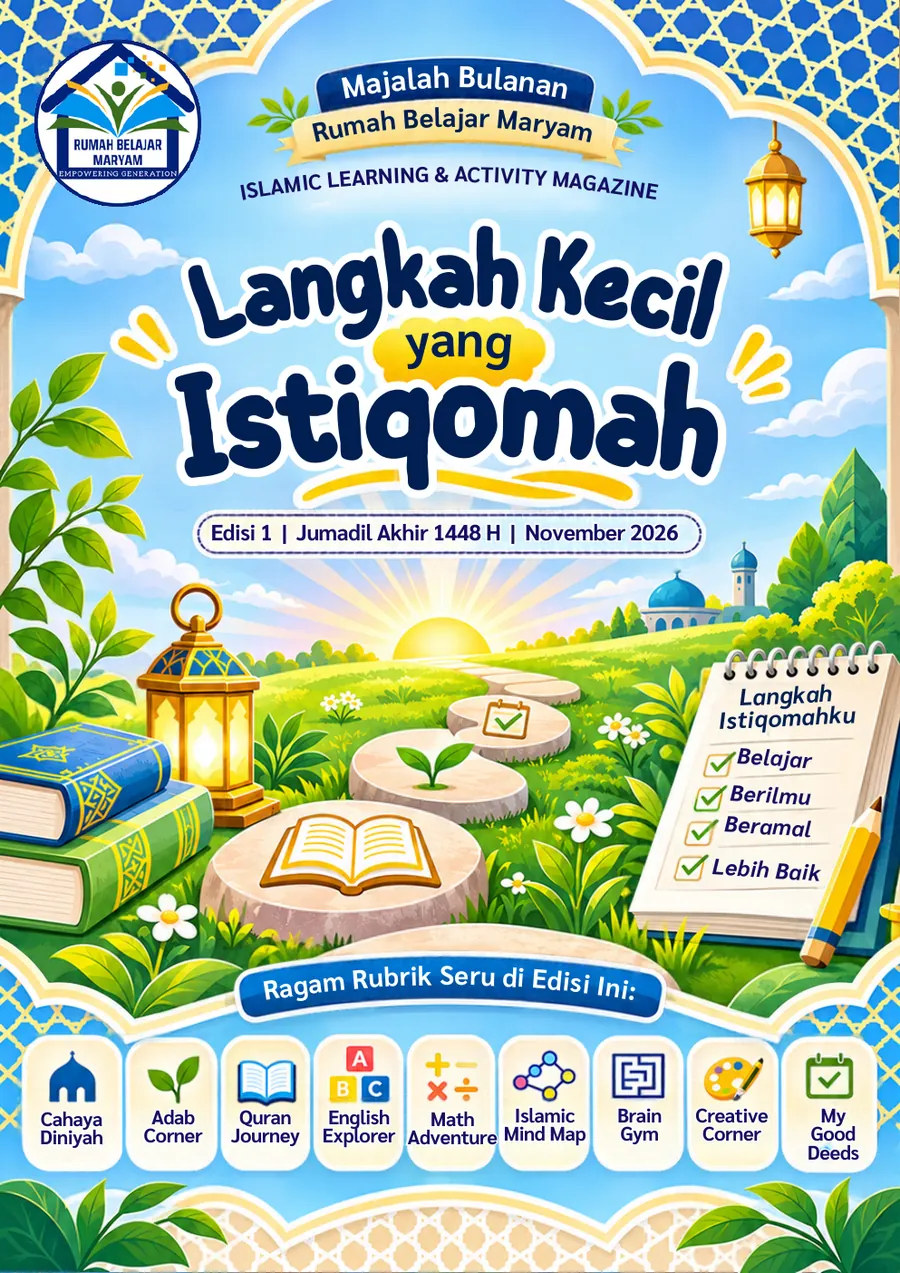 RUMAH BELAJAR
MARYAM
EMPOWERING GENERATION
Majalah Bulanan
Rumah Belajar Maryam
ISLAMIC LEARNING & ACTIVITY MAGAZINE
Langkah Kecil
yang
Istiqomah
Edisi 1 | Jumadil Akhir 1448 H | November 2026
Langkah
Istiqomahku
Belajar
Berilmu
Beramal
Lebih Baik
Ragam Rubrik Seru di Edisi Ini:
Cahaya
Diniyah
Adab
Corner
Quran
Journey
A
B C
English
Explorer
Math
Adventure
Islamic
Mind Map
Brain
Gym
Creative
Corner
My
Good
Deeds